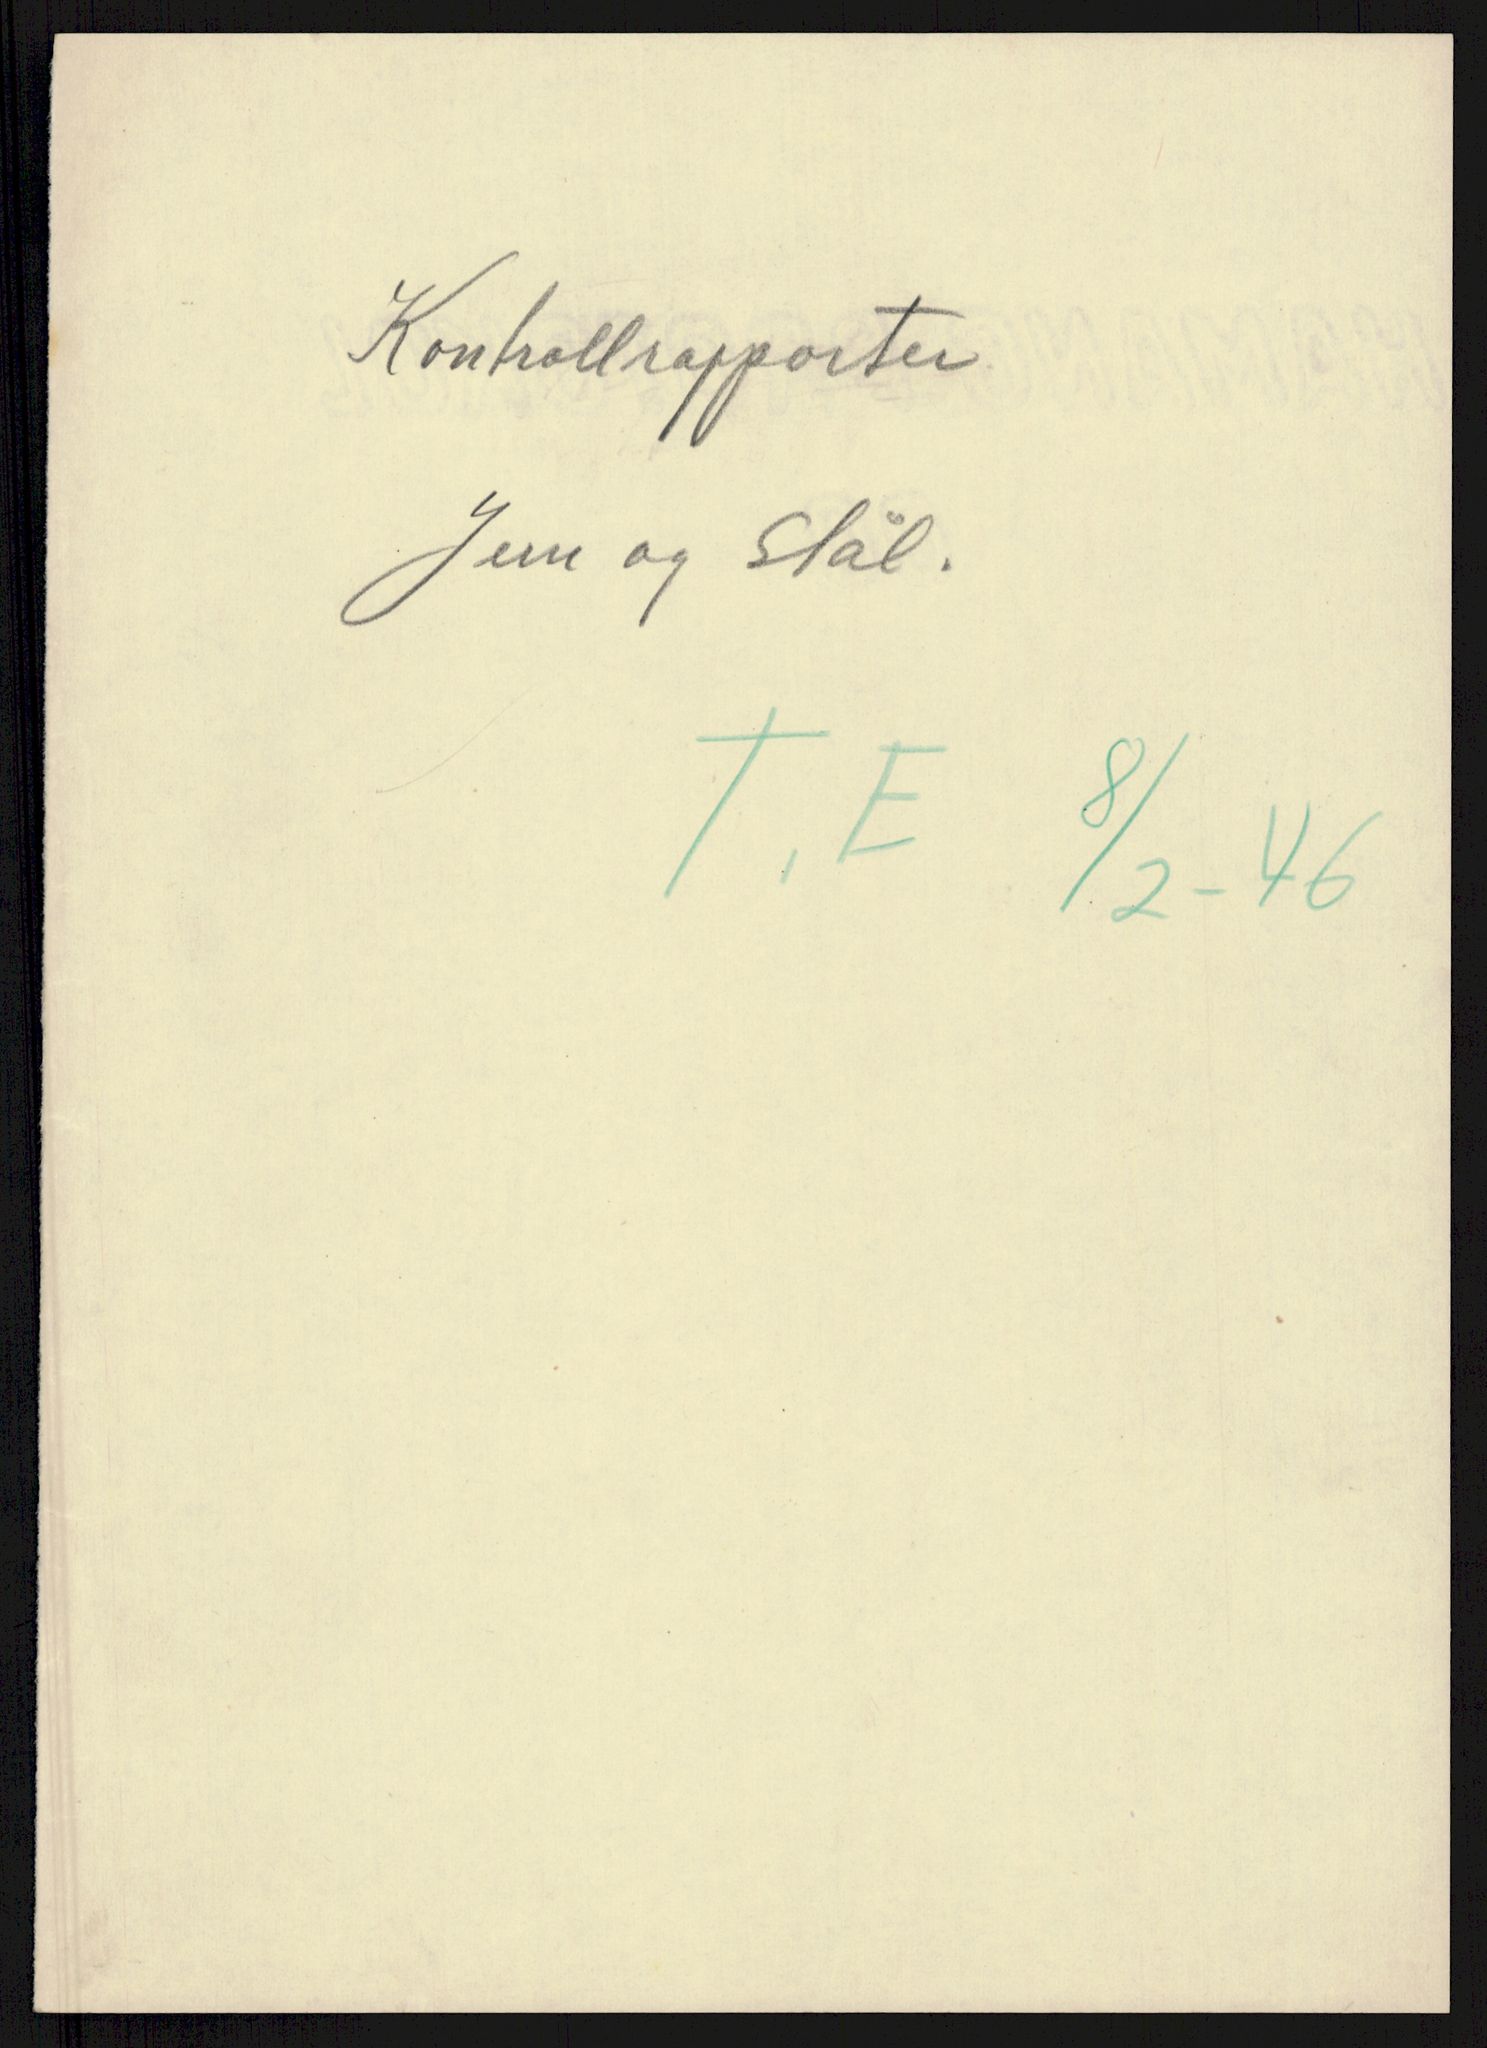 Kontrollrapporter
Jern og stål.
T, E 8/2-46